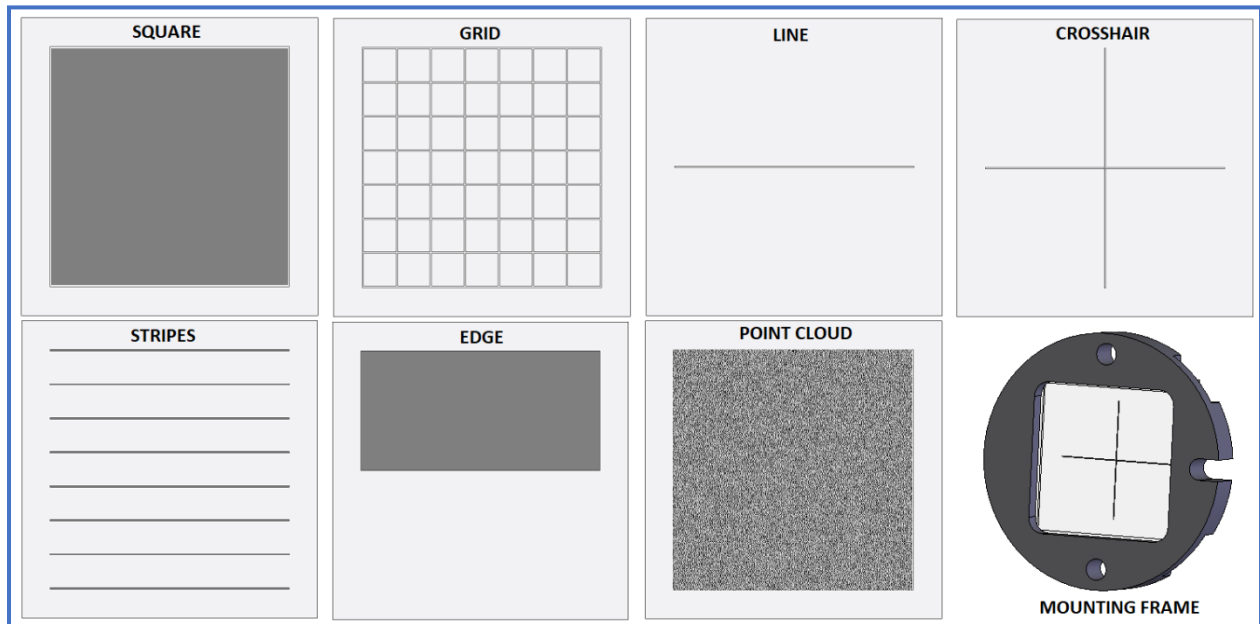 SQUARE
GRID
LINE
CROSSHAIR
STRIPES
EDGE
POINT CLOUD
MOUNTING FRAME